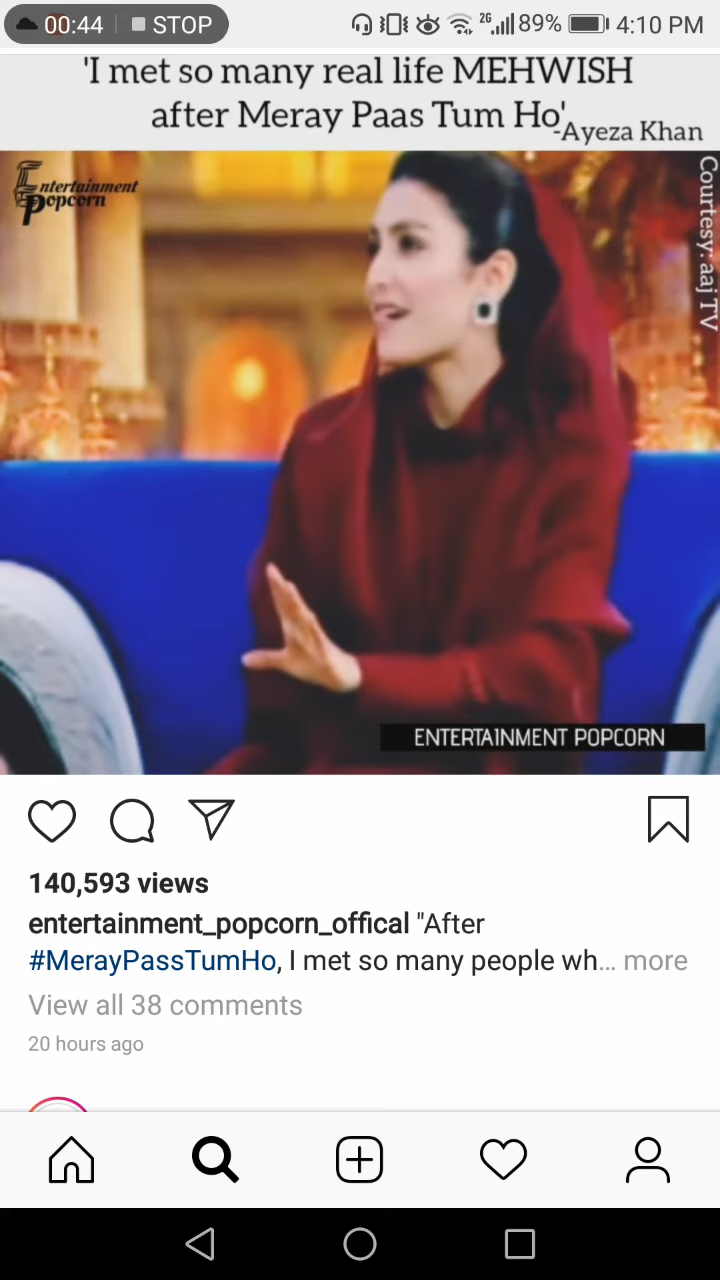 00:44 STOP 2G 89% 4:10 PM
'I met so many real life MEHWISH
after Meray Paas Tum Ho'
-Ayeza Khan
Entertainment
Popcorn
Courtesy: aaj TV
ENTERTAINMENT POPCORN
140,593 views
entertainment_popcorn_offical "After
#MerayPassTumHo, I met so many people wh... more
View all 38 comments
20 hours ago